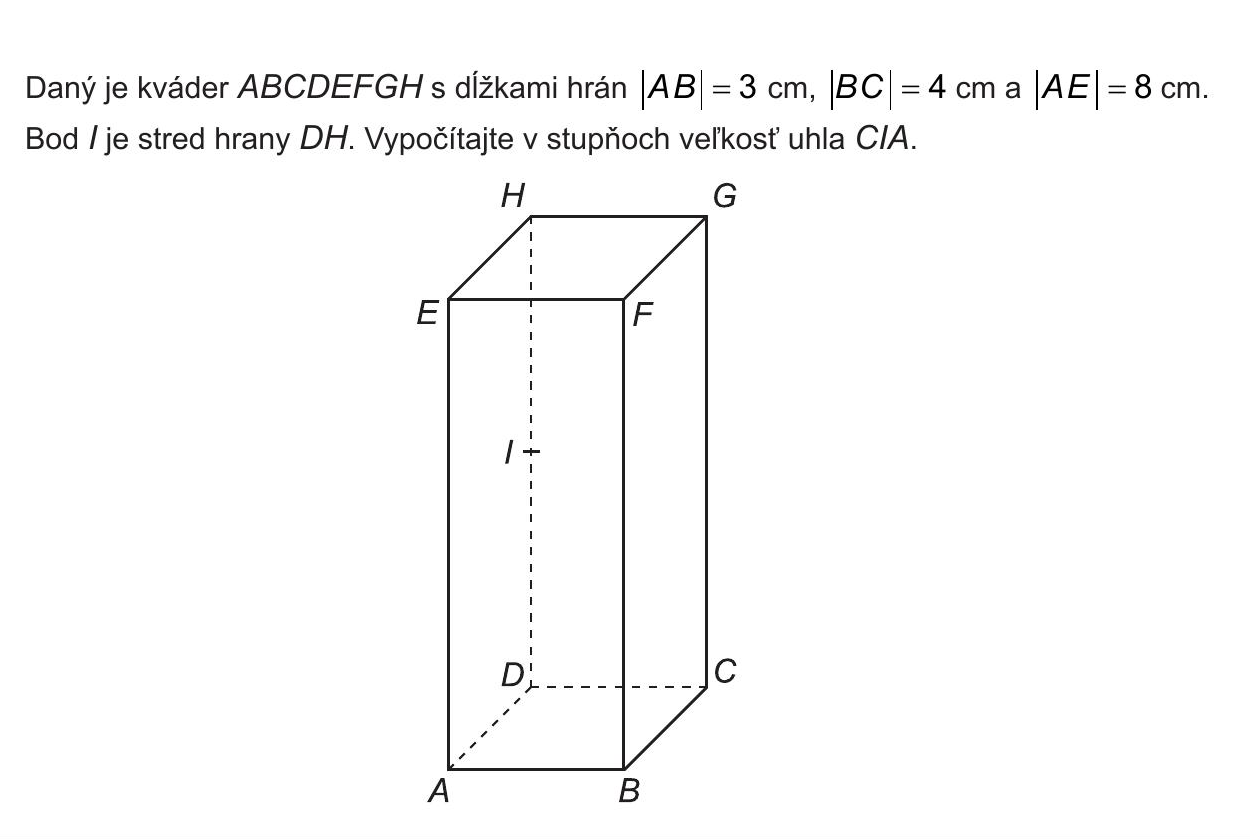 Daný je kváder ABCDEFGH s dĺžkami hrán |AB| = 3 cm, |BC| = 4 cm a |AE| = 8 cm.
Bod I je stred hrany DH. Vypočítajte v stupňoch veľkosť uhla CIA.
H G
E F
I
D C
A B